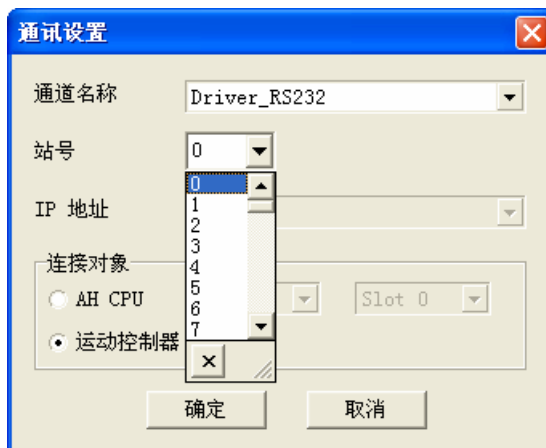 通讯设置
通道名称 Driver_RS232
站号 0
0
1
IP 地址
2
3
连接对象
4
5
AH CPU Slot 0
6
7
运动控制器
确定 取消